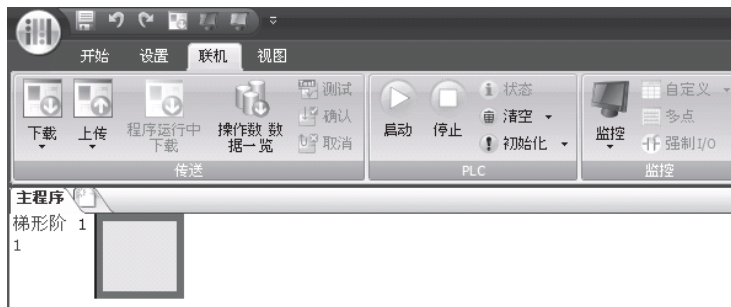 开始 设置 联机 视图
下载 上传 程序运行中下载 操作数 数据一览 测试 确认 取消
传送
启动 停止 状态 清空 初始化
PLC
监控 自定义 多点 强制I/O
监控
主程序
梯形阶 1
1